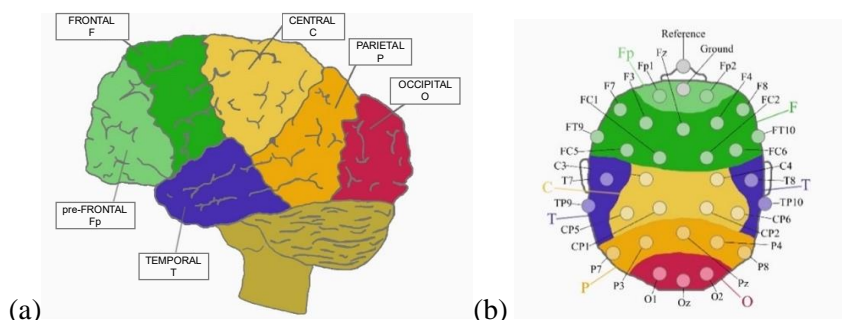 FRONTAL
F
CENTRAL
C
PARIETAL
P
OCCIPITAL
O
pre-FRONTAL
Fp
TEMPORAL
T
(a)
Reference
Ground
Fp
Fz
Fp1
Fp2
F3
F4
F7
F8
FC1
FC2
F
FT9
FT10
FC5
FC6
C3
C4
T7
T8
C
T
TP9
TP10
T
CP5
CP6
CP1
CP2
P4
P7
P8
P
P3
Pz
O1
O2
O
Oz
(b)